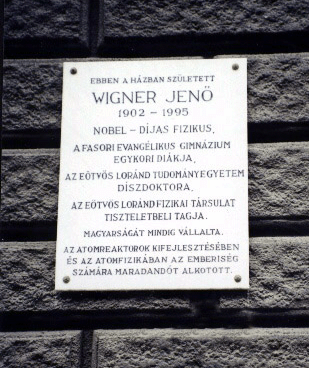 EBBEN A HÁZBAN SZÜLETETT
WIGNER JENŐ
1902 – 1995
NOBEL – DÍJAS FIZIKUS,
A FASORI EVANGÉLIKUS GIMNÁZIUM
EGYKORI DIÁKJA,
AZ EÖTVÖS LORÁND TUDOMÁNYEGYETEM
DÍSZDOKTORA,
AZ EÖTVÖS LORÁND FIZIKAI TÁRSULAT
TISZTELETBELI TAGJA.
MAGYARSÁGÁT MINDIG VÁLLALTA.
AZ ATOMREAKTOROK KIFEJLESZTÉSÉBEN
ÉS AZ ATOMFIZIKÁBAN AZ EMBERISÉG
SZÁMÁRA MARADANDÓT ALKOTOTT.